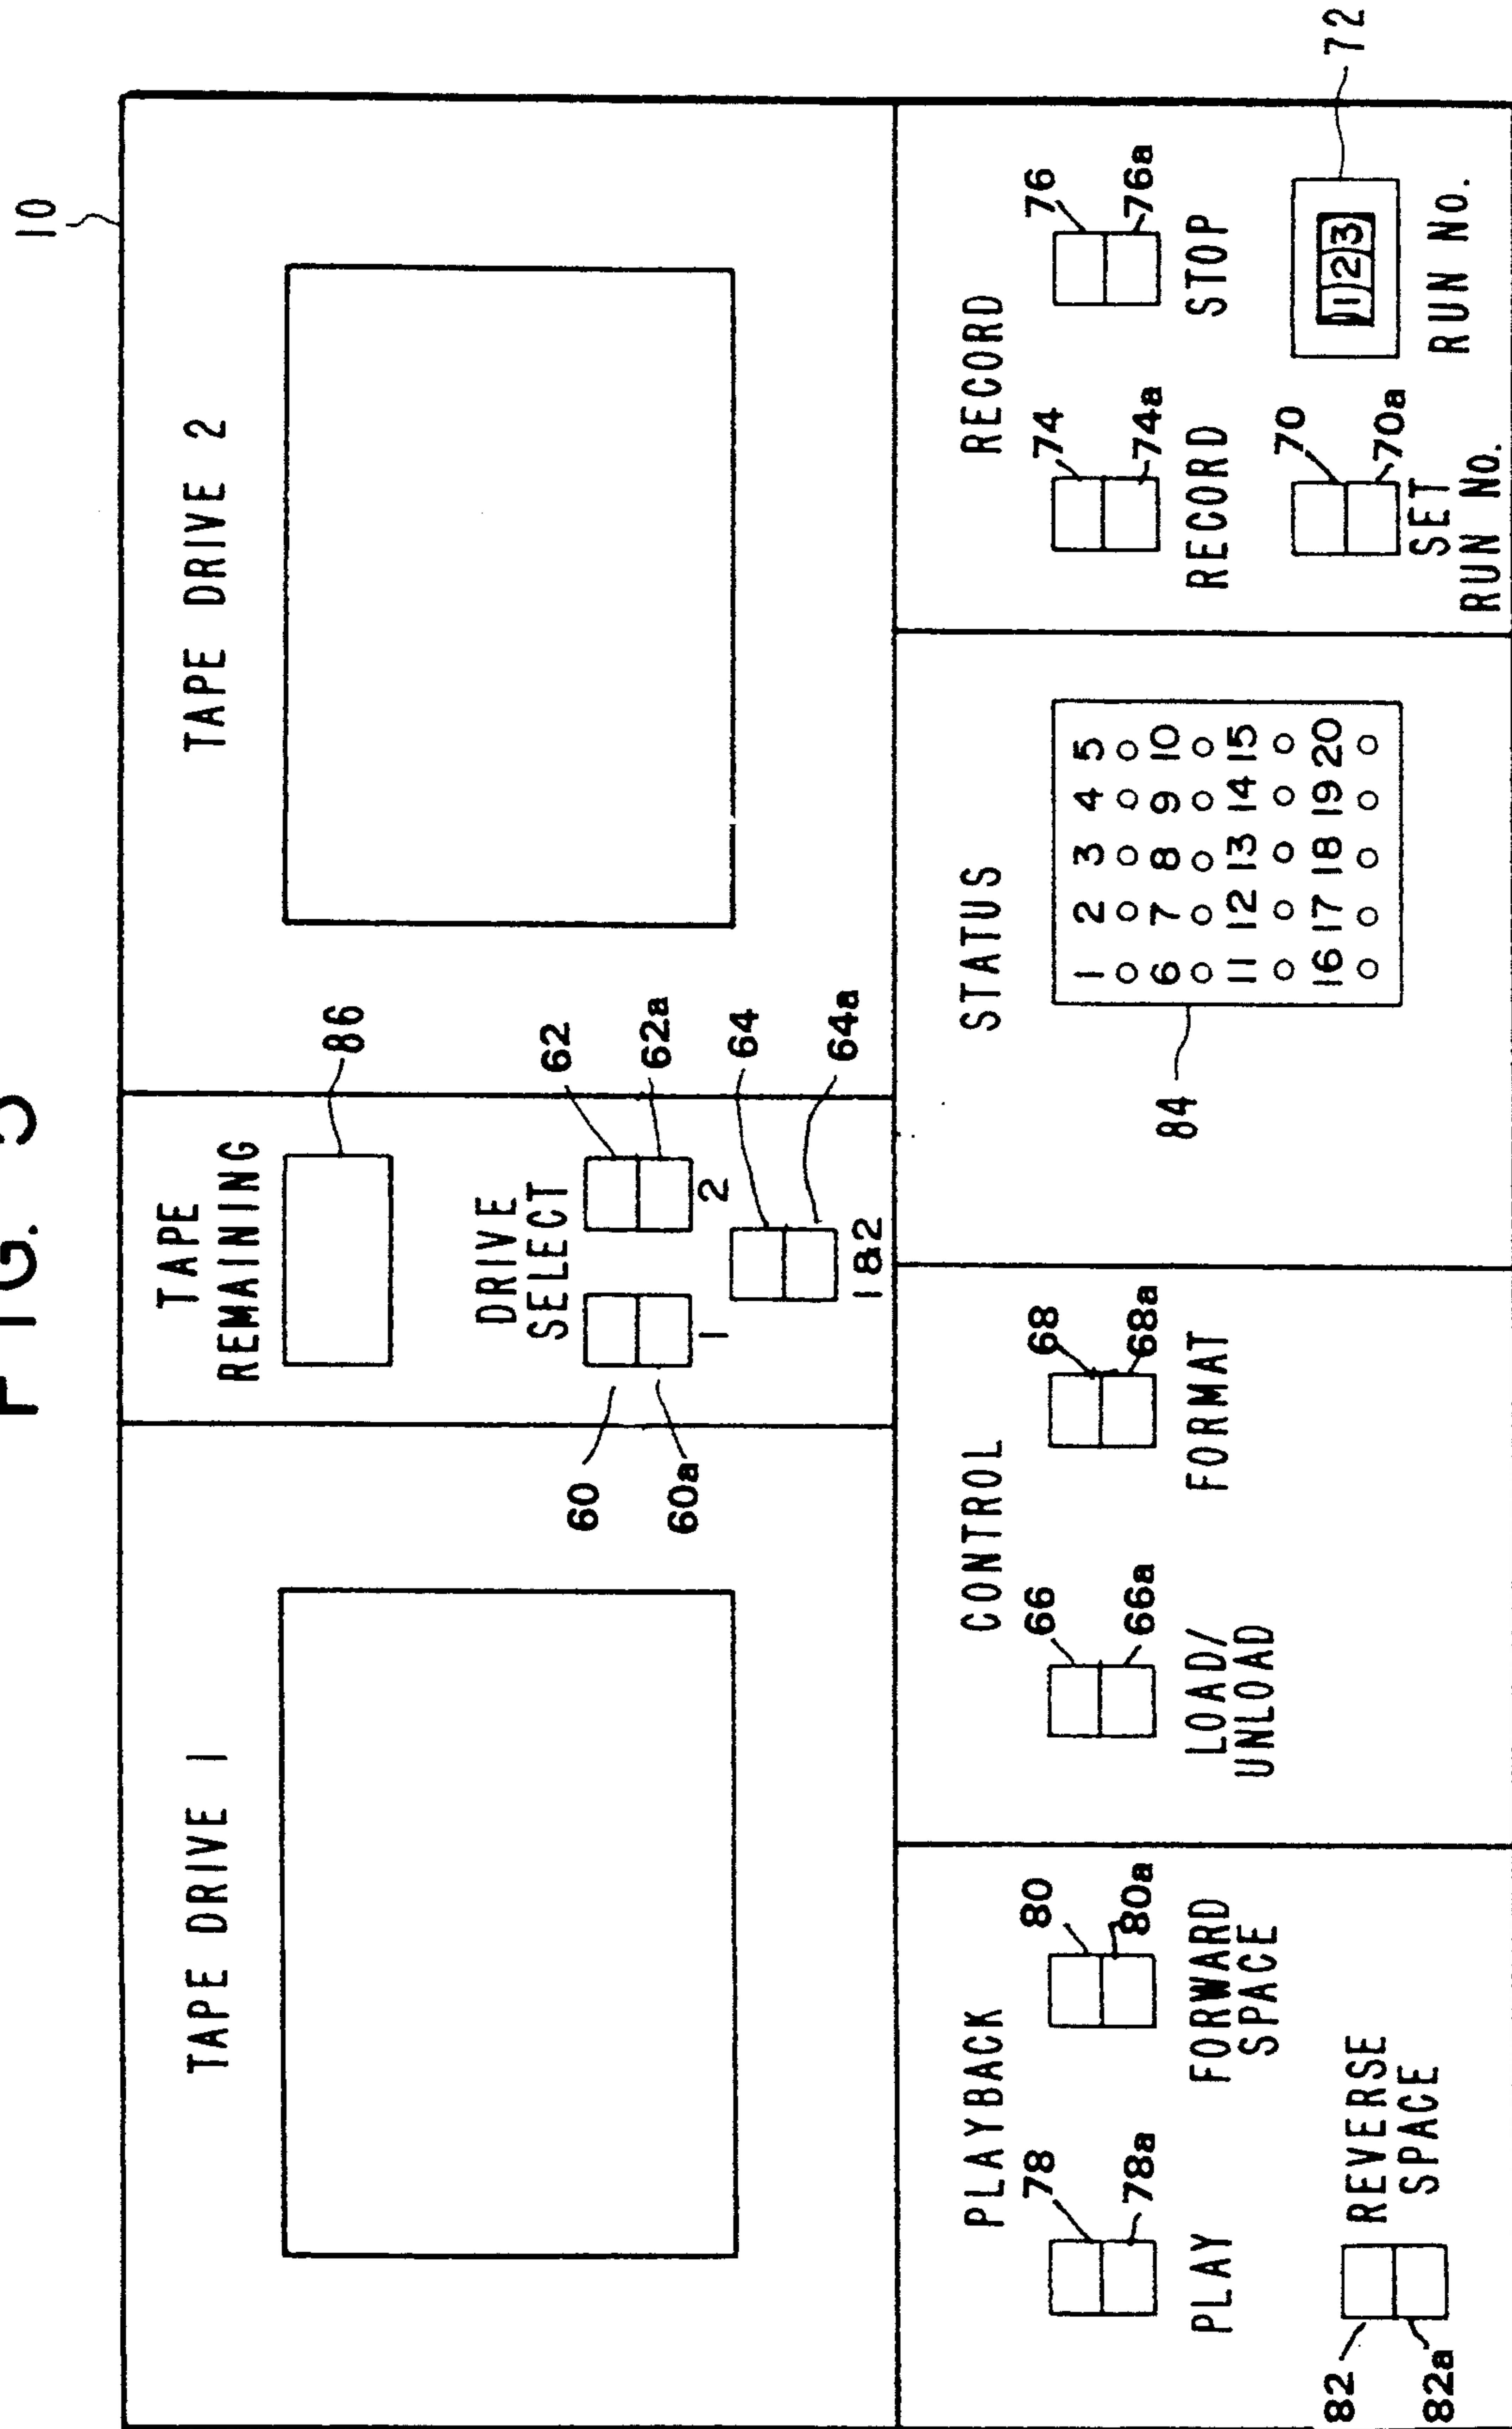 FIG.
10
TAPE DRIVE 1
TAPE
REMAINING
86
DRIVE
SELECT
62
62a
60
60a
1
2
64
64a
1&2
TAPE DRIVE 2
PLAYBACK
78
78a
PLAY
80
80a
FORWARD
SPACE
82
82a
REVERSE
SPACE
CONTROL
66
66a
LOAD/
UNLOAD
68
68a
FORMAT
STATUS
84
1 2 3 4 5
6 7 8 9 10
11 12 13 14 15
16 17 18 19 20
RECORD
74
74a
RECORD
76
76a
STOP
70
70a
SET
RUN No.
72
1 2 3
RUN No.